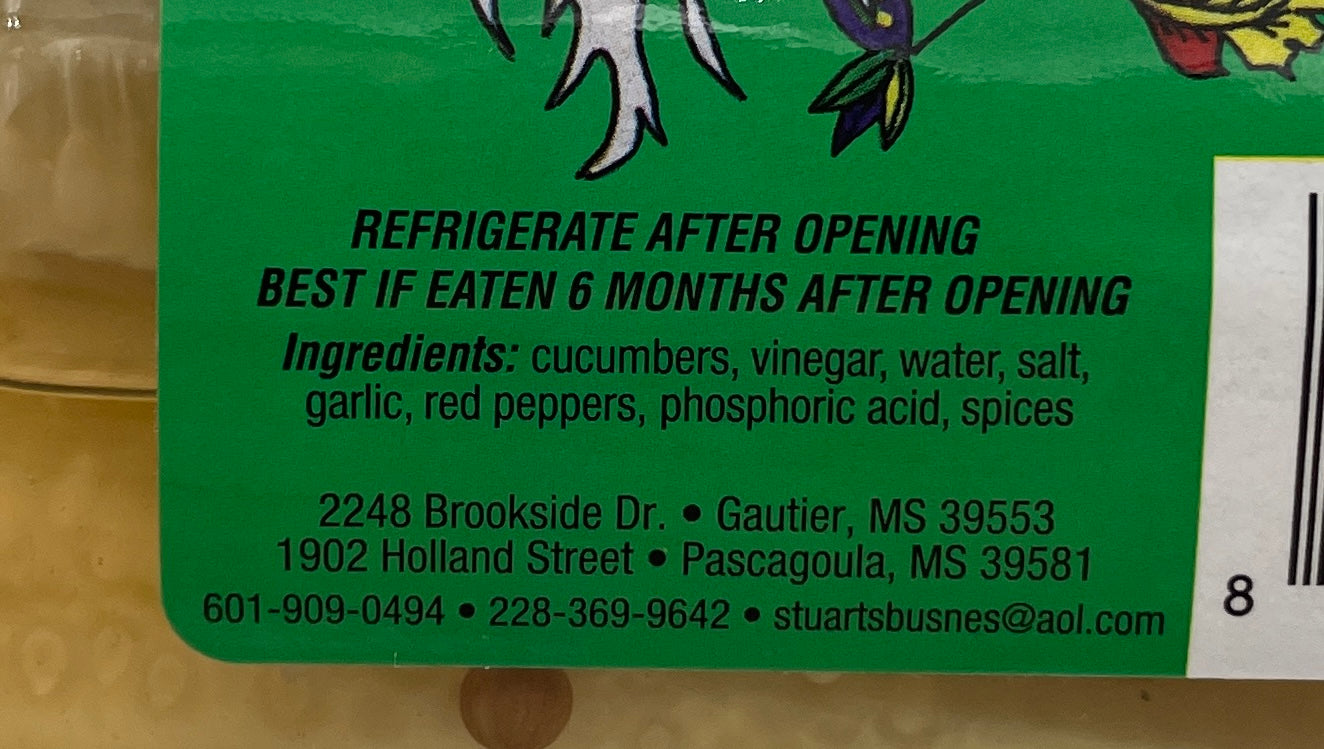 REFRIGERATE AFTER OPENING
BEST IF EATEN 6 MONTHS AFTER OPENING
Ingredients: cucumbers, vinegar, water, salt,
garlic, red peppers, phosphoric acid, spices
2248 Brookside Dr. • Gautier, MS 39553
1902 Holland Street • Pascagoula, MS 39581
601-909-0494 • 228-369-9642 • stuartsbusnes@aol.com
8